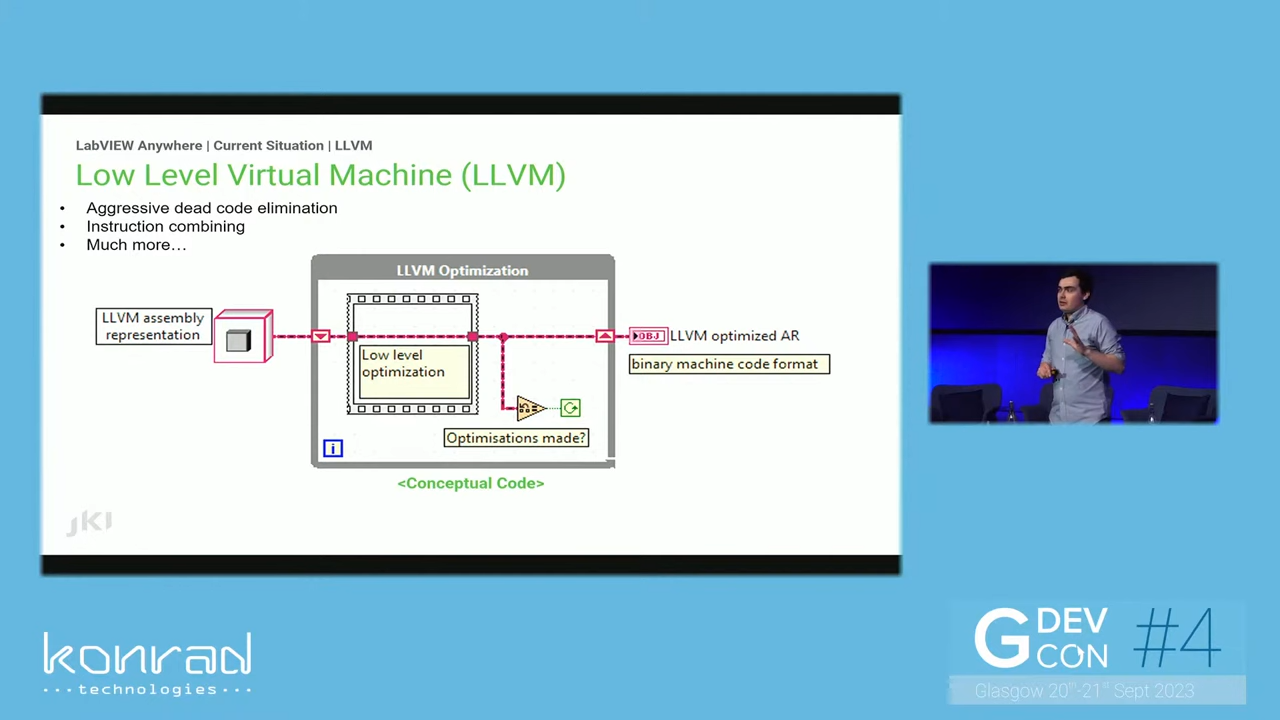 LabVIEW Anywhere | Current Situation | LLVM
Low Level Virtual Machine (LLVM)
• Aggressive dead code elimination
• Instruction combining
• Much more…
LLVM Optimization
LLVM assembly
representation
Low level
optimization
OBJ
LLVM optimized AR
binary machine code format
Optimisations made?
i
<Conceptual Code>
JKI
konrad
technologies
G DEV CON #4
Glasgow 20th-21st Sept 2023